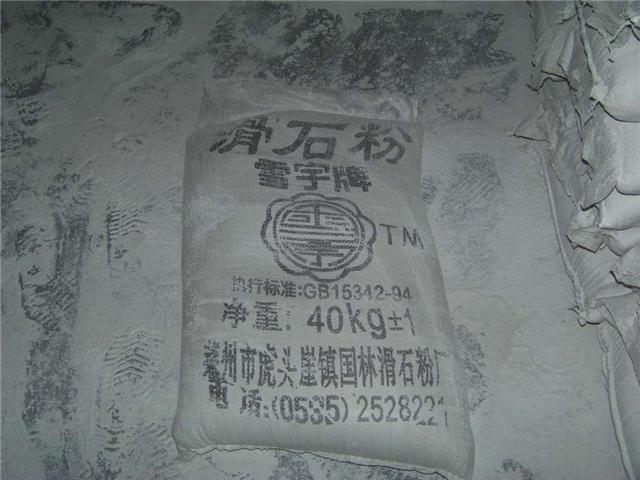 滑石粉
雪宇牌
TM
执行标准:GB15342-94
净重: 40kg±1
莱州市虎头崖镇国林滑石粉厂
电话:(0535)2528221